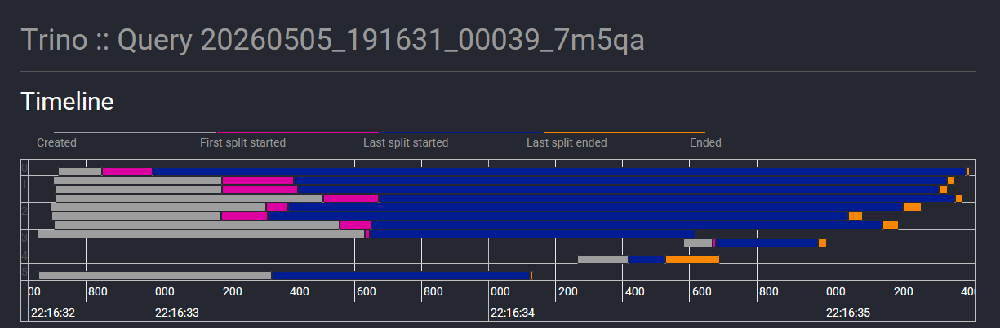 Trino :: Query 20260505_191631_00039_7m5qa
Timeline
Created First split started Last split started Last split ended Ended
0
1
2
3
4
5
00 800 000 200 400 600 800 000 200 400 600 800 000 200 40
22:16:32 22:16:33 22:16:34 22:16:35